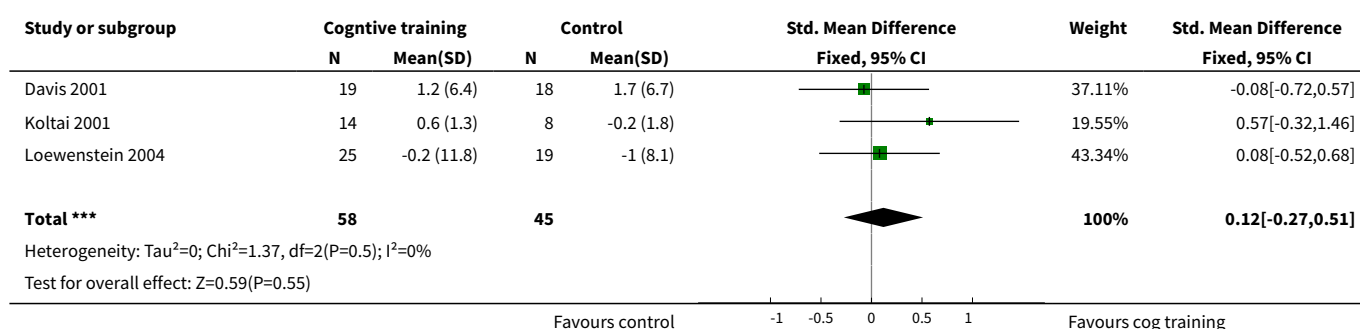 Study or subgroup Cogntive training Control Std. Mean Difference Weight Std. Mean Difference
N Mean(SD) N Mean(SD) Fixed, 95% CI Fixed, 95% CI
Davis 2001 19 1.2 (6.4) 18 1.7 (6.7) 37.11% -0.08[-0.72,0.57]
Koltai 2001 14 0.6 (1.3) 8 -0.2 (1.8) 19.55% 0.57[-0.32,1.46]
Loewenstein 2004 25 -0.2 (11.8) 19 -1 (8.1) 43.34% 0.08[-0.52,0.68]
Total *** 58 45 100% 0.12[-0.27,0.51]
Heterogeneity: Tau²=0; Chi²=1.37, df=2(P=0.5); I²=0%
Test for overall effect: Z=0.59(P=0.55)
Favours control -1 -0.5 0 0.5 1 Favours cog training